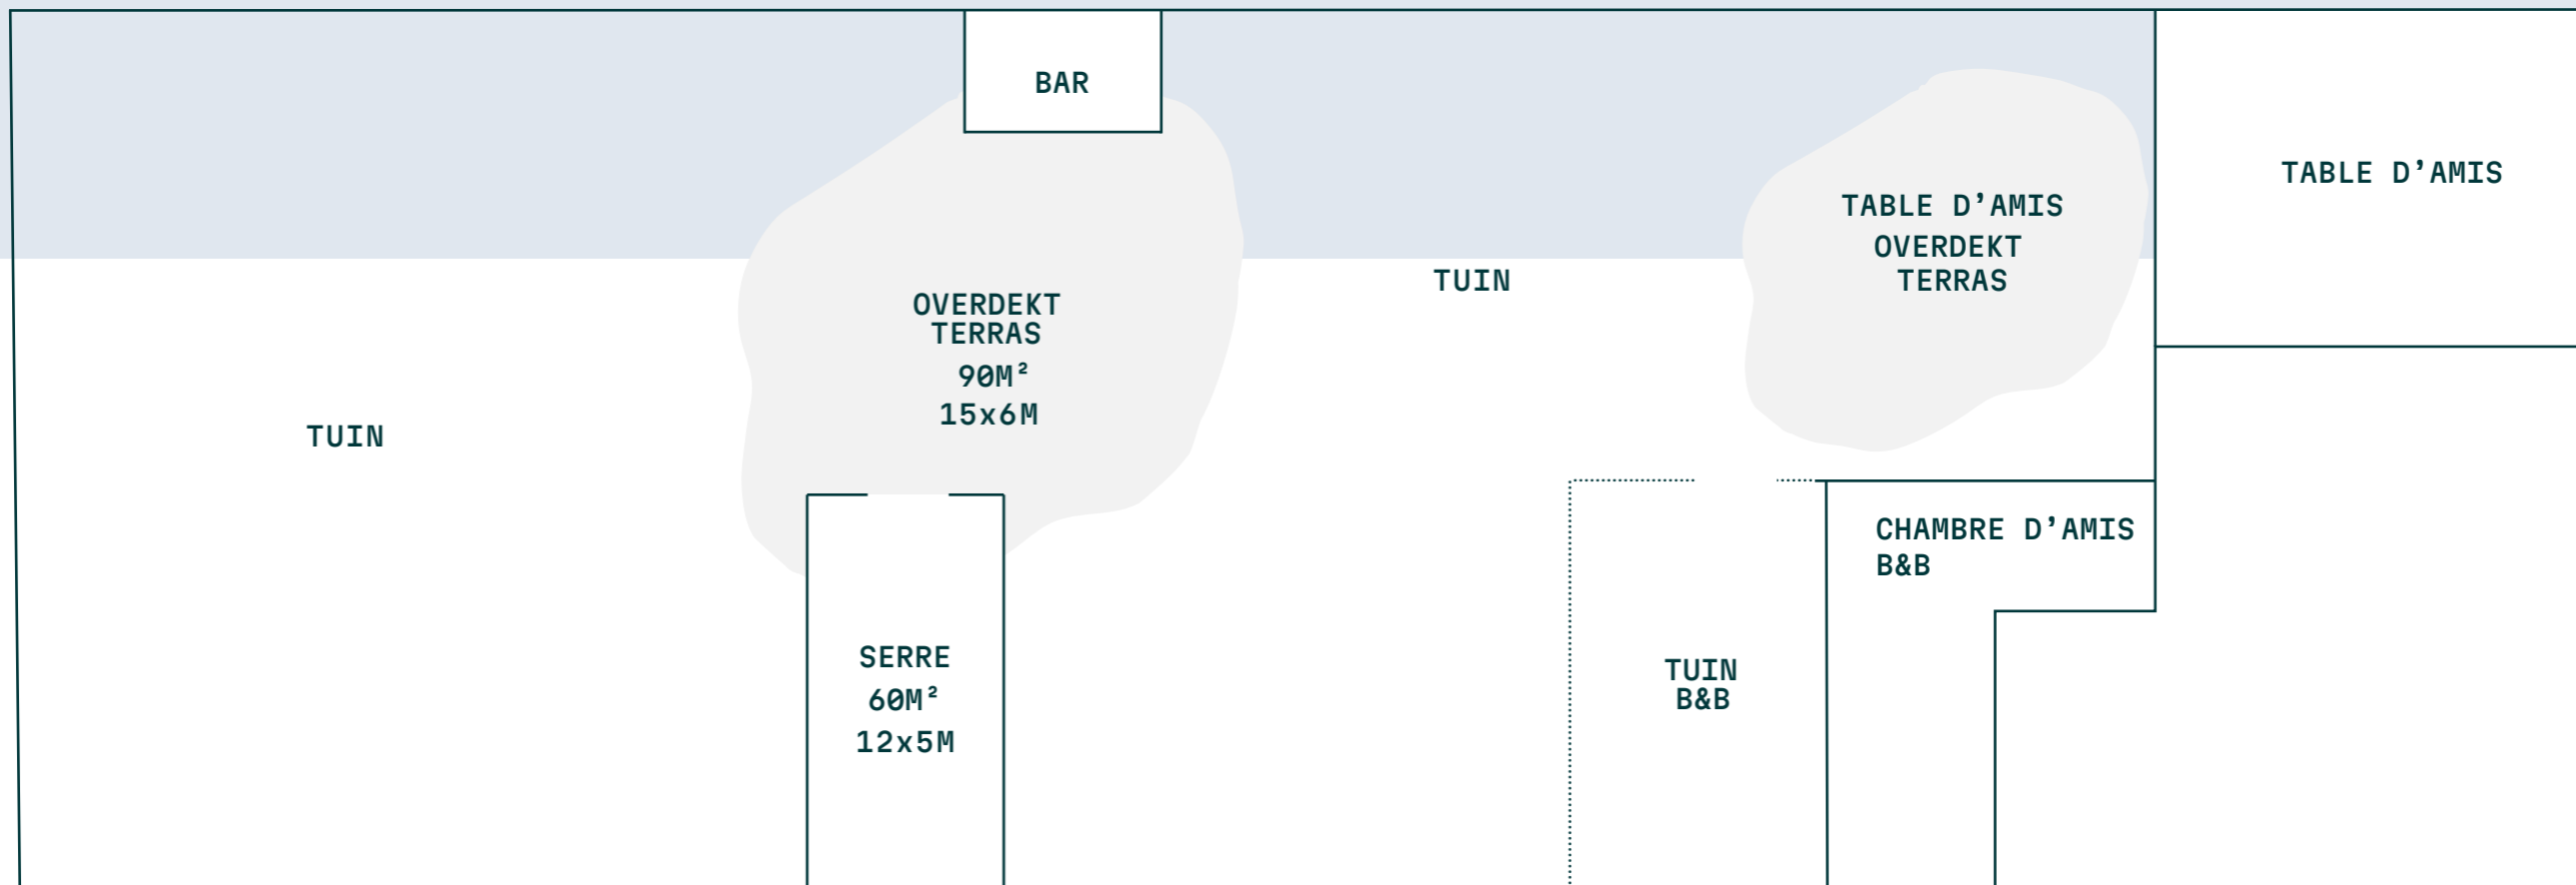 BAR
TABLE D’AMIS
TABLE D’AMIS
OVERDEKT
TERRAS
TUIN
OVERDEKT
TERRAS
90M²
15x6M
TUIN
CHAMBRE D’AMIS
B&B
SERRE
60M²
12x5M
TUIN
B&B